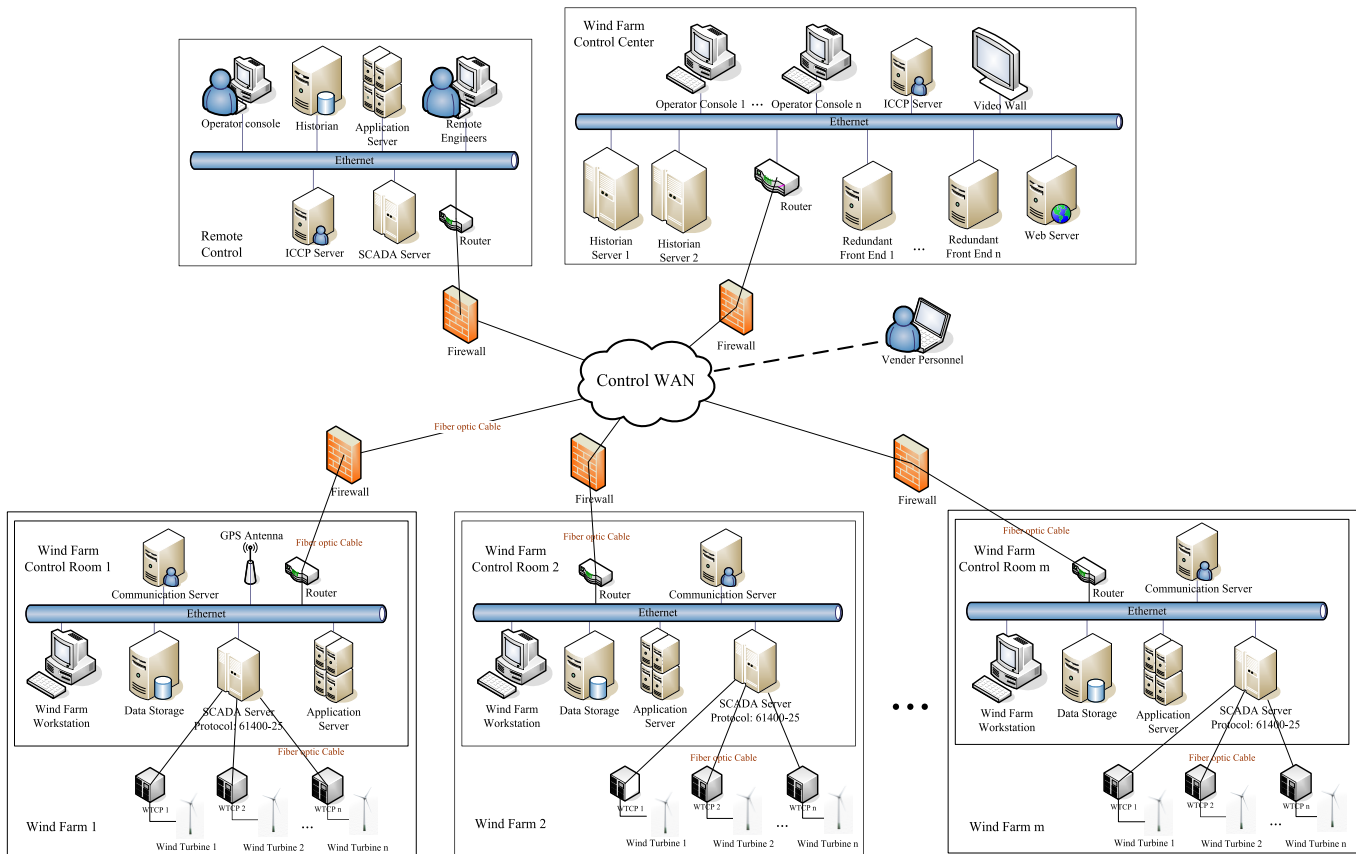 Wind Farm
Control Center
Operator Console 1
...
Operator Console n
ICCP Server
Video Wall
Ethernet
Historian
Server 1
Historian
Server 2
Router
Redundant
Front End 1
...
Redundant
Front End n
Web Server
Operator console
Historian
Application
Server
Remote
Engineers
Ethernet
Remote
Control
ICCP Server
SCADA Server
Router
Firewall
Firewall
Vender Personnel
Control WAN
Fiber optic Cable
Firewall
Firewall
Firewall
Wind Farm
Control Room 1
GPS Antenna
Fiber optic Cable
Communication Server
Router
Ethernet
Wind Farm
Workstation
Data Storage
SCADA Server
Protocol: 61400-25
Application
Server
Fiber optic Cable
WTCP 1
WTCP 2
WTCP n
...
Wind Farm 1
Wind Turbine 1
Wind Turbine 2
Wind Turbine n
Wind Farm
Control Room 2
Fiber optic Cable
Router
Communication Server
Ethernet
Wind Farm
Workstation
Data Storage
Application
Server
SCADA Server
Protocol: 61400-25
Fiber optic Cable
WTCP 1
WTCP 2
WTCP n
...
Wind Farm 2
Wind Turbine 1
Wind Turbine 2
Wind Turbine n
...
Wind Farm
Control Room m
Fiber optic Cable
Router
Communication Server
Ethernet
Wind Farm
Workstation
Data Storage
Application
Server
SCADA Server
Protocol: 61400-25
Fiber optic Cable
WTCP 1
WTCP 2
WTCP n
...
Wind Farm m
Wind Turbine 1
Wind Turbine 2
Wind Turbine n